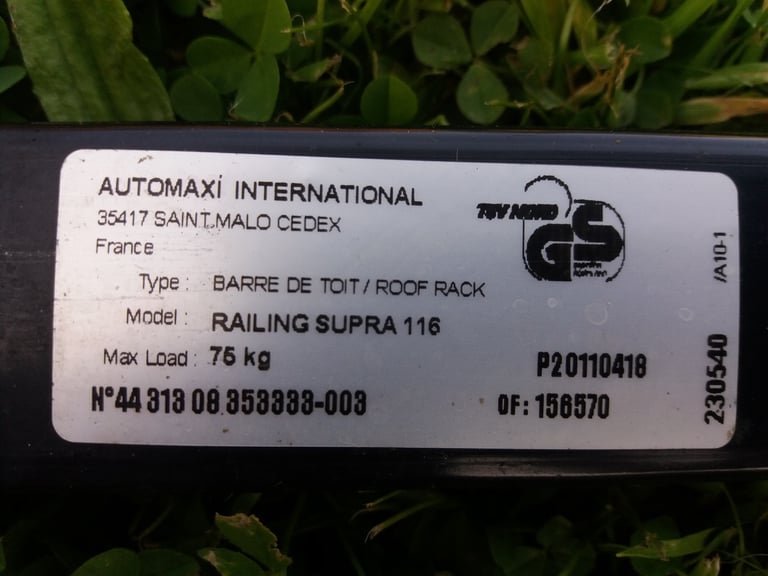 AUTOMAXI INTERNATIONAL
35417 SAINT.MALO CEDEX
France
Type : BARRE DE TOIT / ROOF RACK
Model : RAILING SUPRA 116
Max Load : 75 kg
P20110418
N°44 313 08 353333-003
OF: 156570
TUV NORD
GS
230540 /A10-1